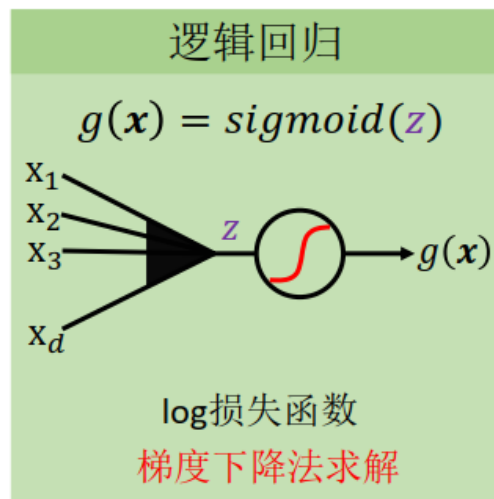 逻辑回归
g(x) = sigmoid(z)
x₁
x₂
z
x₃
g(x)
x_d
log损失函数
梯度下降法求解